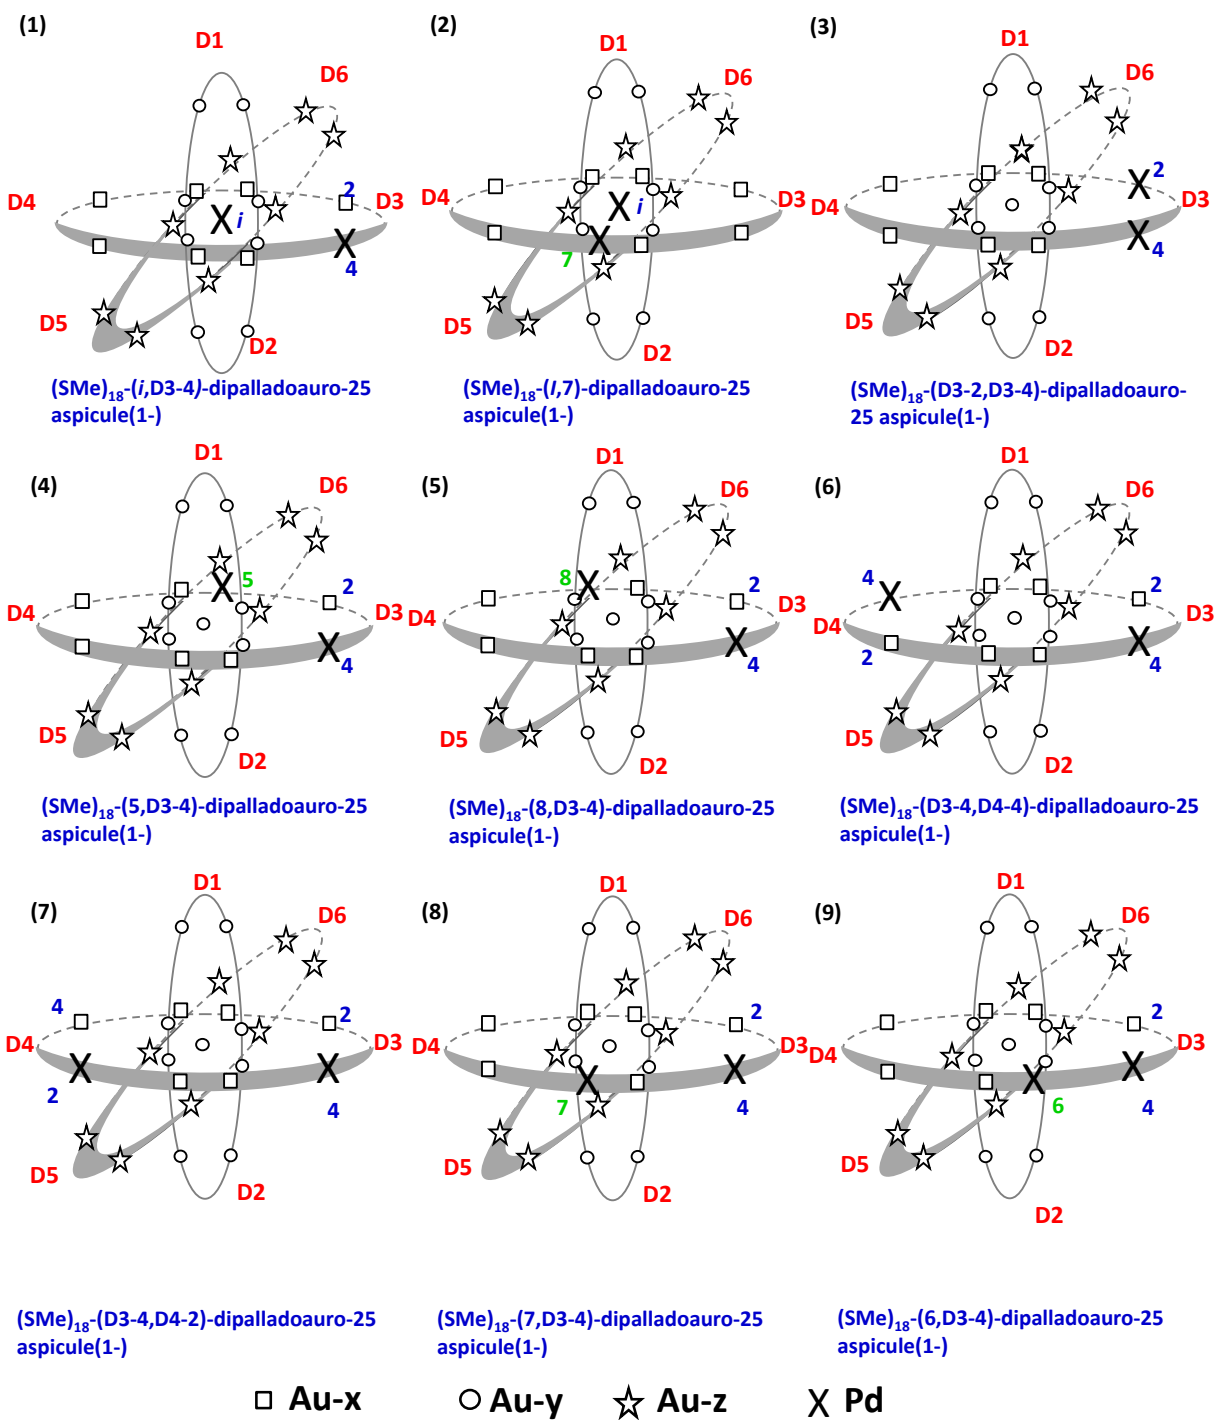 (1)
D1
D6
2
D4
D3
i
4
D5
D2
(SMe)18-(i,D3-4)-dipalladoauro-25
aspicule(1-)
(2)
D1
D6
D4
D3
i
7
D5
D2
(SMe)18-(I,7)-dipalladoauro-25
aspicule(1-)
(3)
D1
D6
2
D4
D3
4
D5
D2
(SMe)18-(D3-2,D3-4)-dipalladoauro-
25 aspicule(1-)
(4)
D1
D6
5
2
D4
D3
4
D5
D2
(SMe)18-(5,D3-4)-dipalladoauro-25
aspicule(1-)
(5)
D1
D6
8
2
D4
D3
4
D5
D2
(SMe)18-(8,D3-4)-dipalladoauro-25
aspicule(1-)
(6)
D1
D6
4
2
D4
D3
2
4
D5
D2
(SMe)18-(D3-4,D4-4)-dipalladoauro-25
aspicule(1-)
(7)
D1
D6
4
2
D4
D3
2
4
D5
D2
(SMe)18-(D3-4,D4-2)-dipalladoauro-25
aspicule(1-)
(8)
D1
D6
2
D4
D3
7
4
D5
D2
(SMe)18-(7,D3-4)-dipalladoauro-25
aspicule(1-)
(9)
D1
D6
2
D4
D3
6
4
D5
D2
(SMe)18-(6,D3-4)-dipalladoauro-25
aspicule(1-)
Au-x Au-y Au-z X Pd